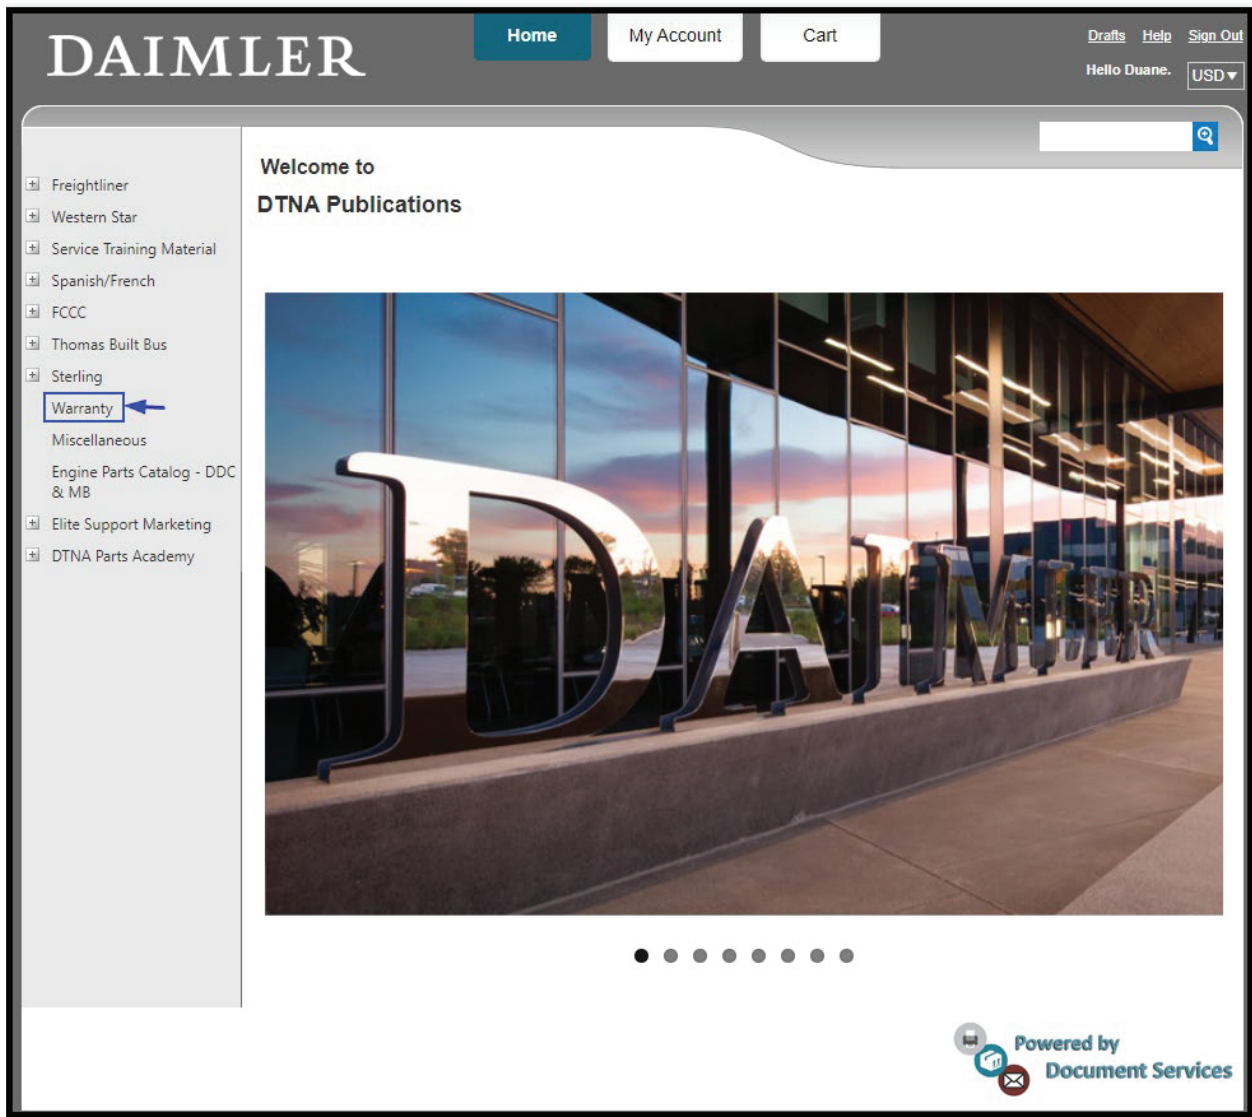 DAIMLER
Home
My Account
Cart
Drafts Help Sign Out
Hello Duane.
USD▼
Welcome to
DTNA Publications
Freightliner
Western Star
Service Training Material
Spanish/French
FCCC
Thomas Built Bus
Sterling
Warranty
Miscellaneous
Engine Parts Catalog - DDC
& MB
Elite Support Marketing
DTNA Parts Academy
DAIMLER
Powered by
Document Services